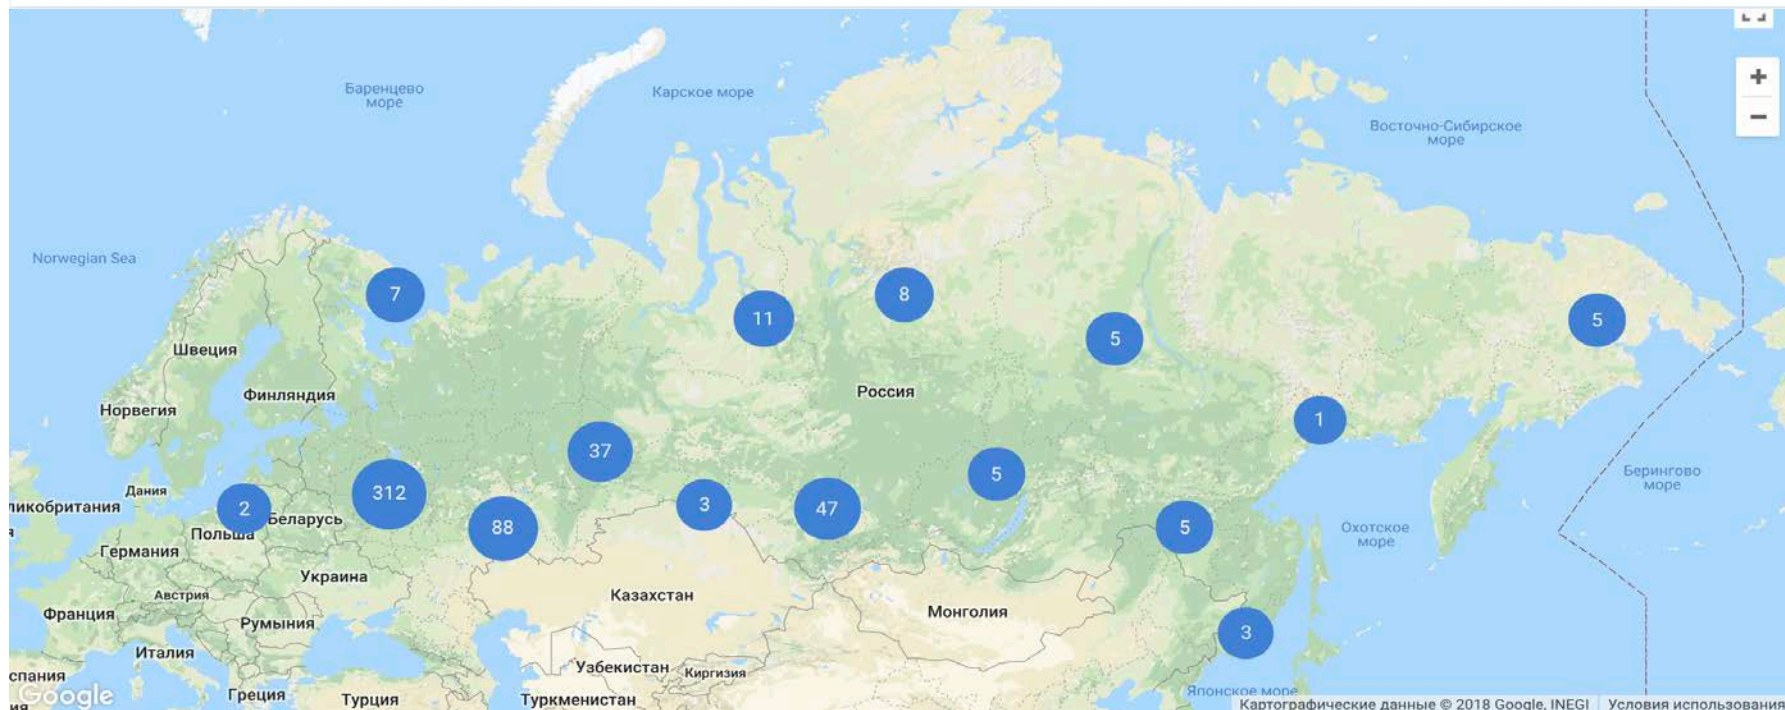 Баренцево
море
Карское море
Восточно-Сибирское
море
Norwegian Sea
7
11
8
5
5
Швеция
Россия
Финляндия
Норвегия
1
37
5
Берингово
море
Дания
312
2
3
47
ликобритания
Беларусь
88
5
Охотское
море
Польша
Германия
Украина
Казахстан
Австрия
Монголия
Франция
Румыния
3
Италия
Узбекистан
Киргизия
спания
Google
Греция
Турция
Туркменистан
Японское море
Картографические данные © 2018 Google, INEGI
Условия использования